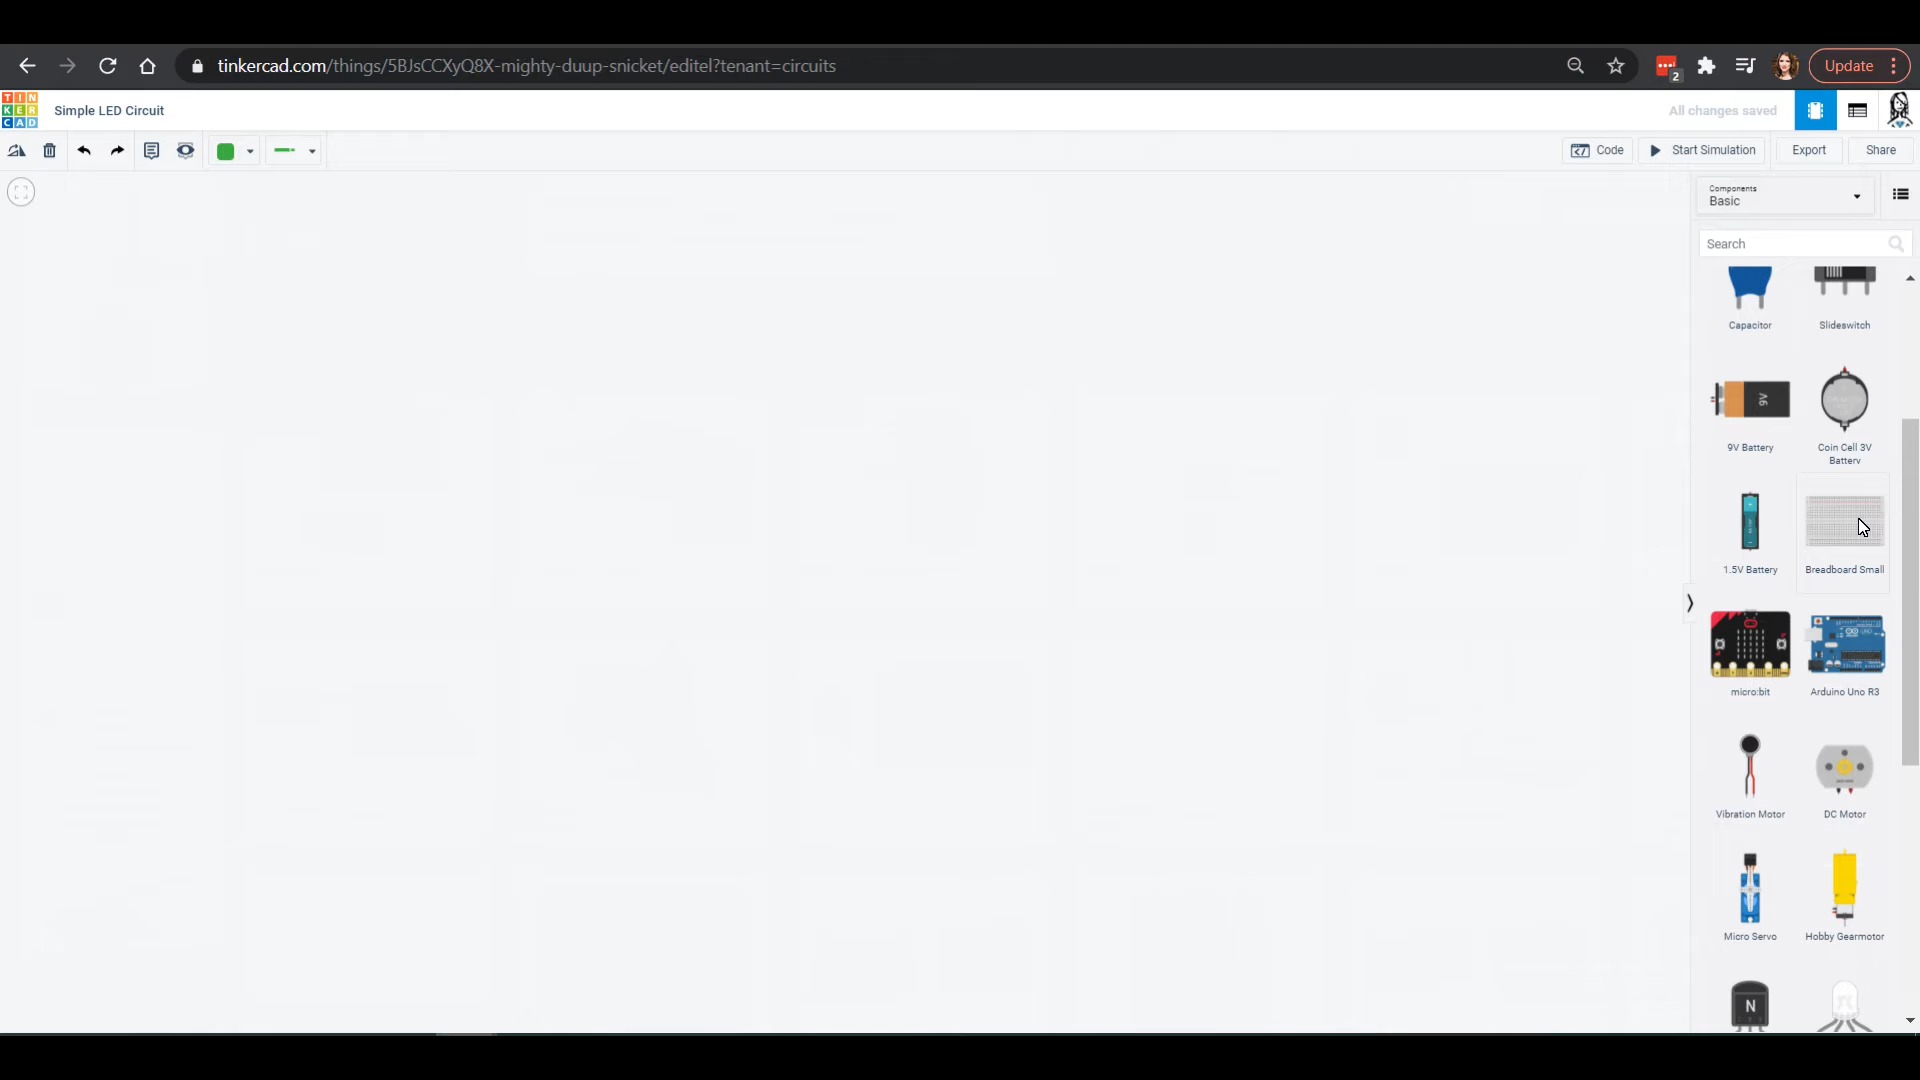 tinkercad.com/things/5BJsCCXyQ8X-mighty-duup-snicket/editel?tenant=circuits
2
Update
TIN
KER
CAD
Simple LED Circuit
All changes saved
Code
Start Simulation
Export
Share
Components
Basic
Search
Capacitor
Slideswitch
9V
9V Battery
Coin Cell 3V
Battery
1.5V Battery
Breadboard Small
micro:bit
Arduino Uno R3
Vibration Motor
DC Motor
Micro Servo
Hobby Gearmotor
N